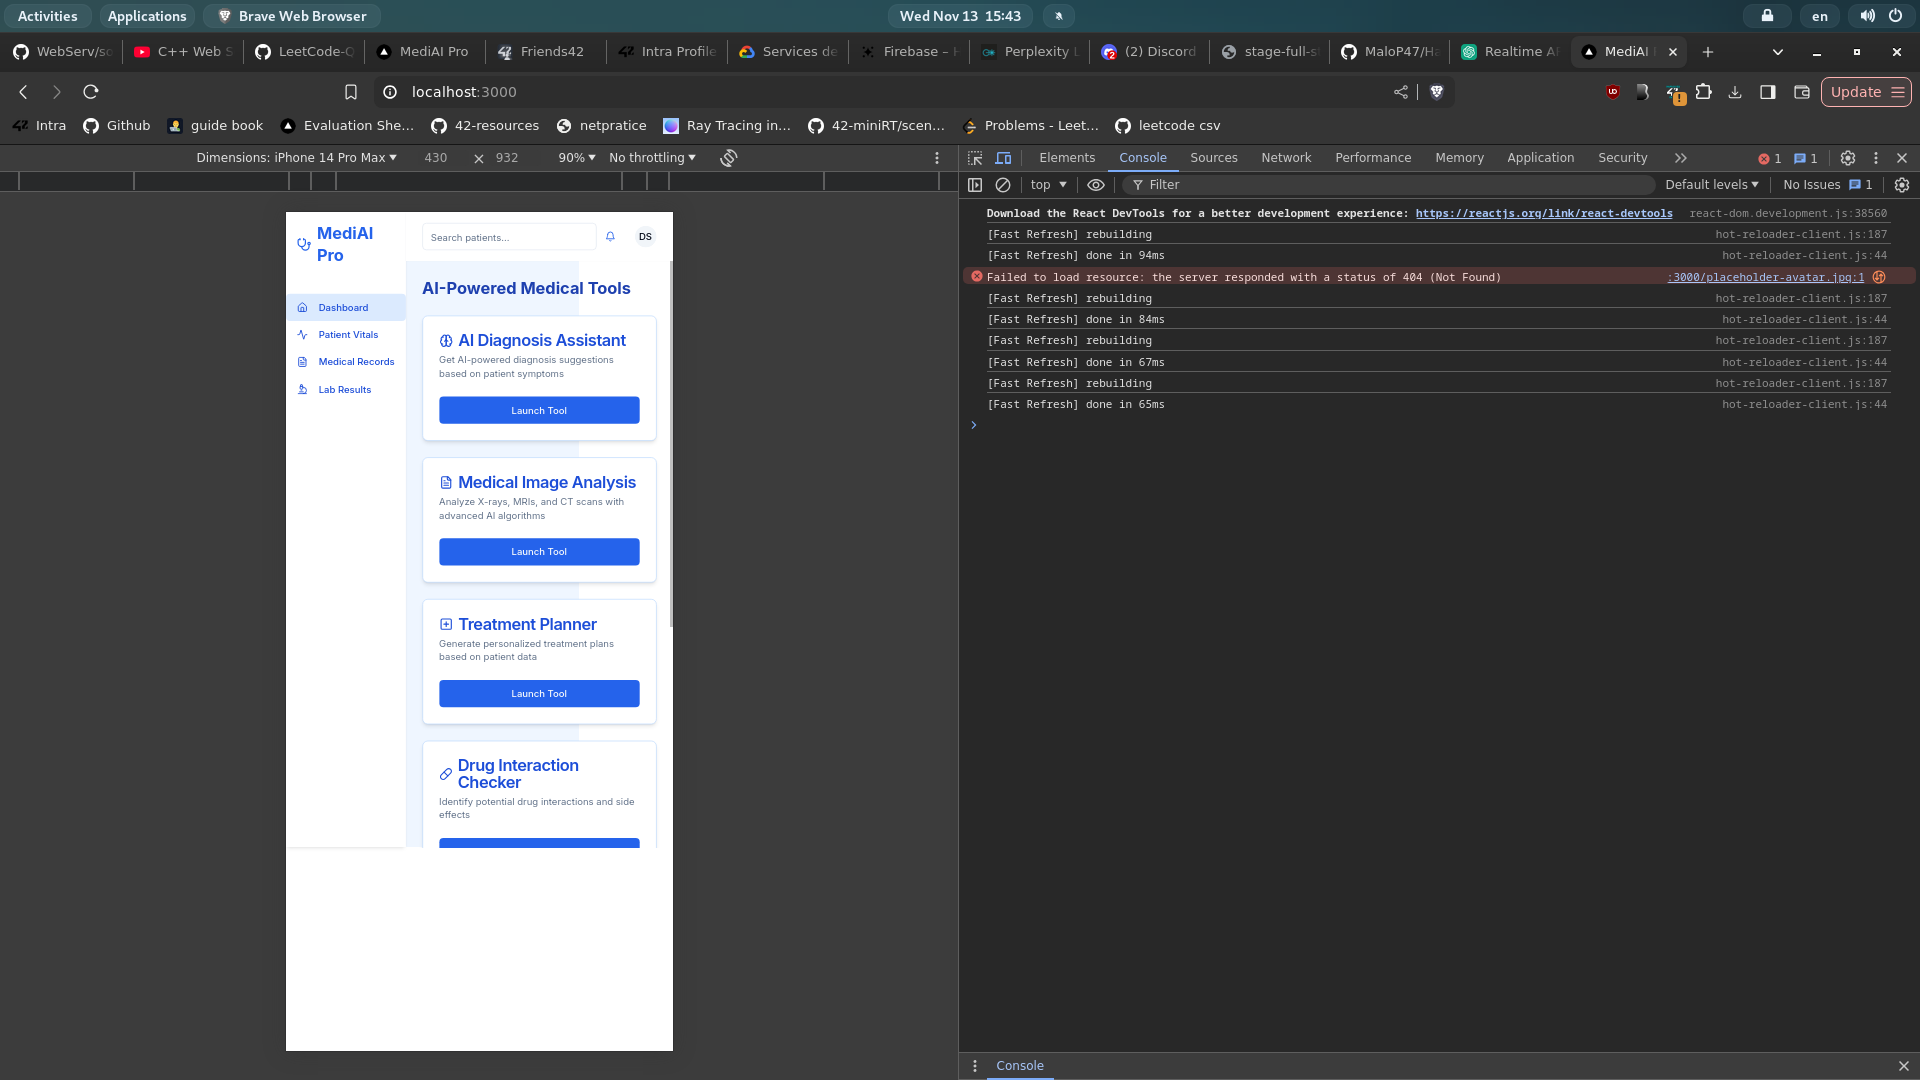 Activities
Applications
Brave Web Browser
Wed Nov 13 15:43
en
WebServ/sc
C++ Web S
LeetCode-Q
MediAI Pro
Friends42
Intra Profile
Services de
Firebase – H
Perplexity L
(2) Discord
stage-full-s
MaloP47/Ha
Realtime AP
MediAI
localhost:3000
Update
Intra
Github
guide book
Evaluation She...
42-resources
netpratice
Ray Tracing in...
42-miniRT/scen...
Problems - Leet...
leetcode csv
Dimensions: iPhone 14 Pro Max
430 × 932
90%
No throttling
Elements
Console
Sources
Network
Performance
Memory
Application
Security
1
1
top
Filter
Default levels
No Issues
1
MediAI
Pro
Search patients...
DS
Dashboard
Patient Vitals
Medical Records
Lab Results
AI-Powered Medical Tools
AI Diagnosis Assistant
Get AI-powered diagnosis suggestions
based on patient symptoms
Launch Tool
Medical Image Analysis
Analyze X-rays, MRIs, and CT scans with
advanced AI algorithms
Launch Tool
Treatment Planner
Generate personalized treatment plans
based on patient data
Launch Tool
Drug Interaction
Checker
Identify potential drug interactions and side
effects
Download the React DevTools for a better development experience: https://reactjs.org/link/react-devtools react-dom.development.js:38560
[Fast Refresh] rebuilding hot-reloader-client.js:187
[Fast Refresh] done in 94ms hot-reloader-client.js:44
Failed to load resource: the server responded with a status of 404 (Not Found) :3000/placeholder-avatar.jpg:1
[Fast Refresh] rebuilding hot-reloader-client.js:187
[Fast Refresh] done in 84ms hot-reloader-client.js:44
[Fast Refresh] rebuilding hot-reloader-client.js:187
[Fast Refresh] done in 67ms hot-reloader-client.js:44
[Fast Refresh] rebuilding hot-reloader-client.js:187
[Fast Refresh] done in 65ms hot-reloader-client.js:44
Console